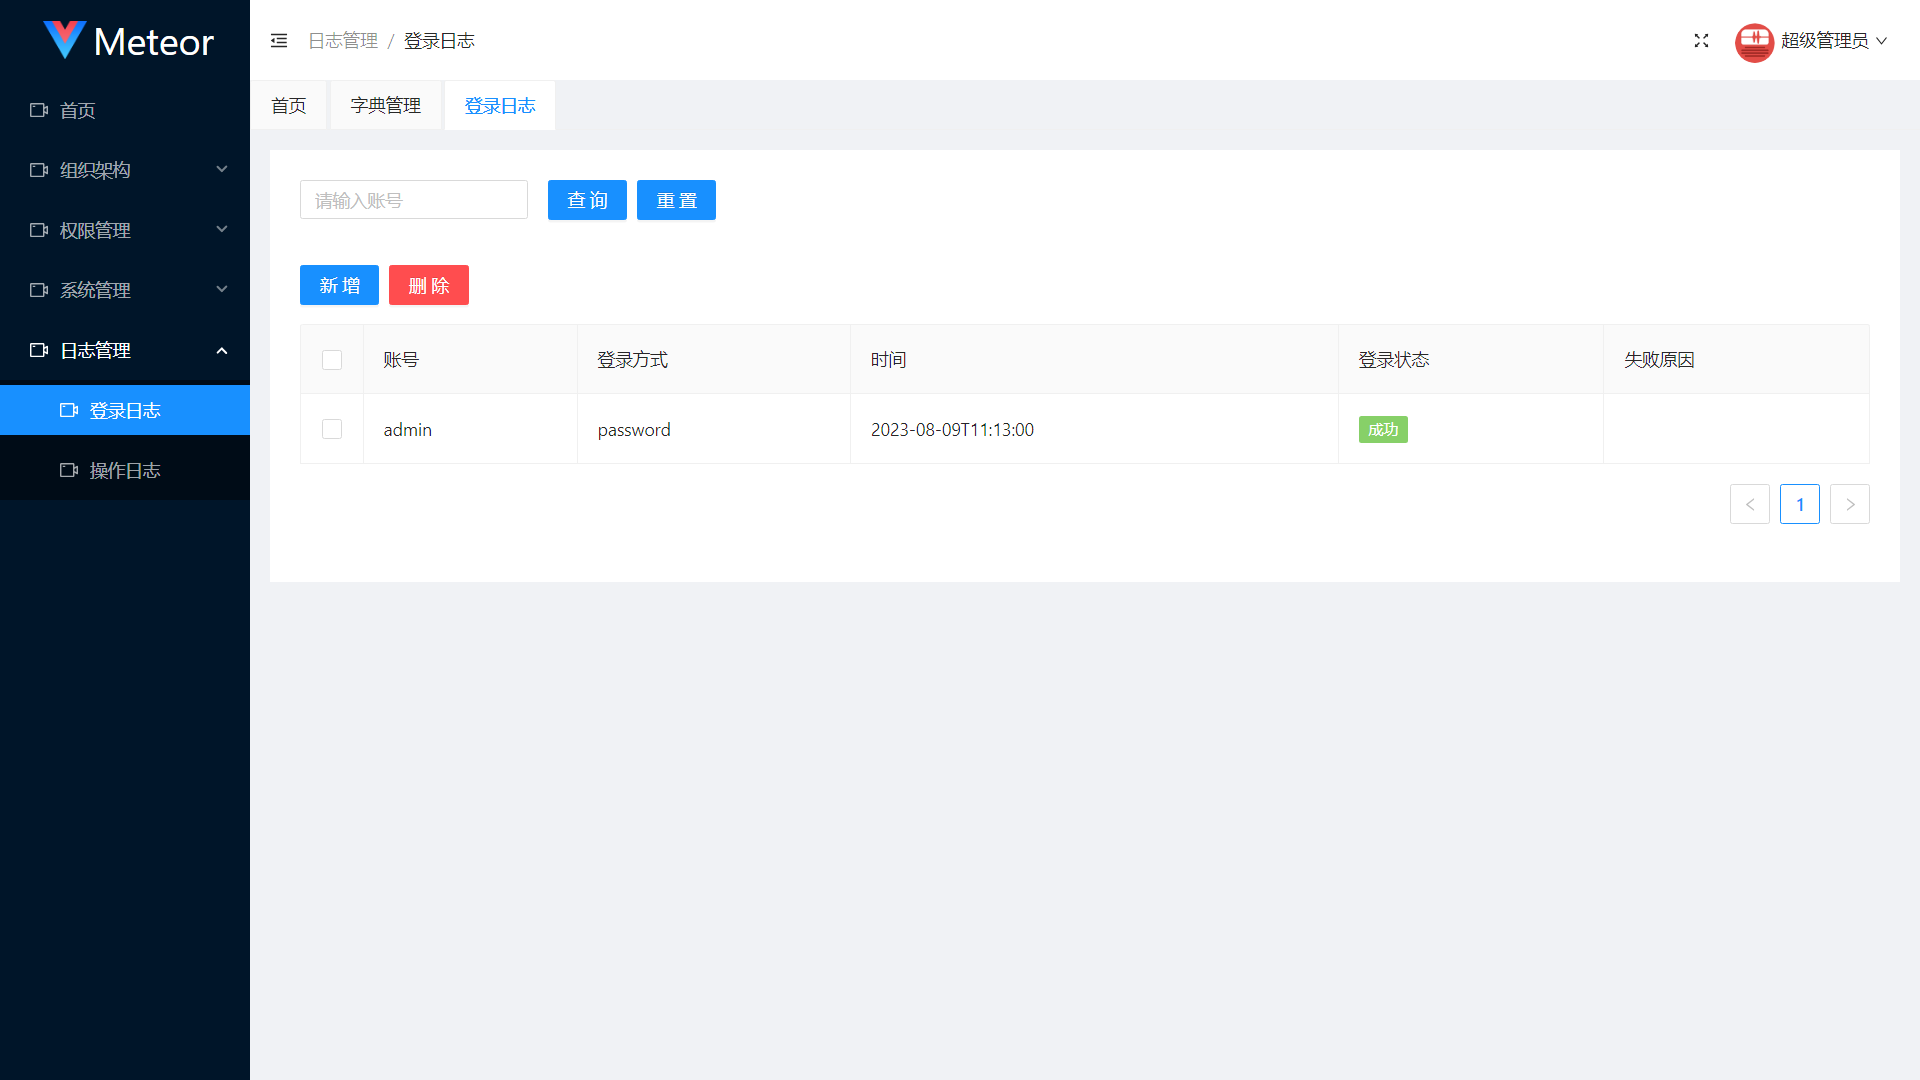 Meteor
首页
组织架构
权限管理
系统管理
日志管理
登录日志
操作日志
日志管理 / 登录日志
超级管理员
首页 字典管理 登录日志
请输入账号 查询 重置
新增 删除
账号 登录方式 时间 登录状态 失败原因
admin password 2023-08-09T11:13:00 成功
< 1 >